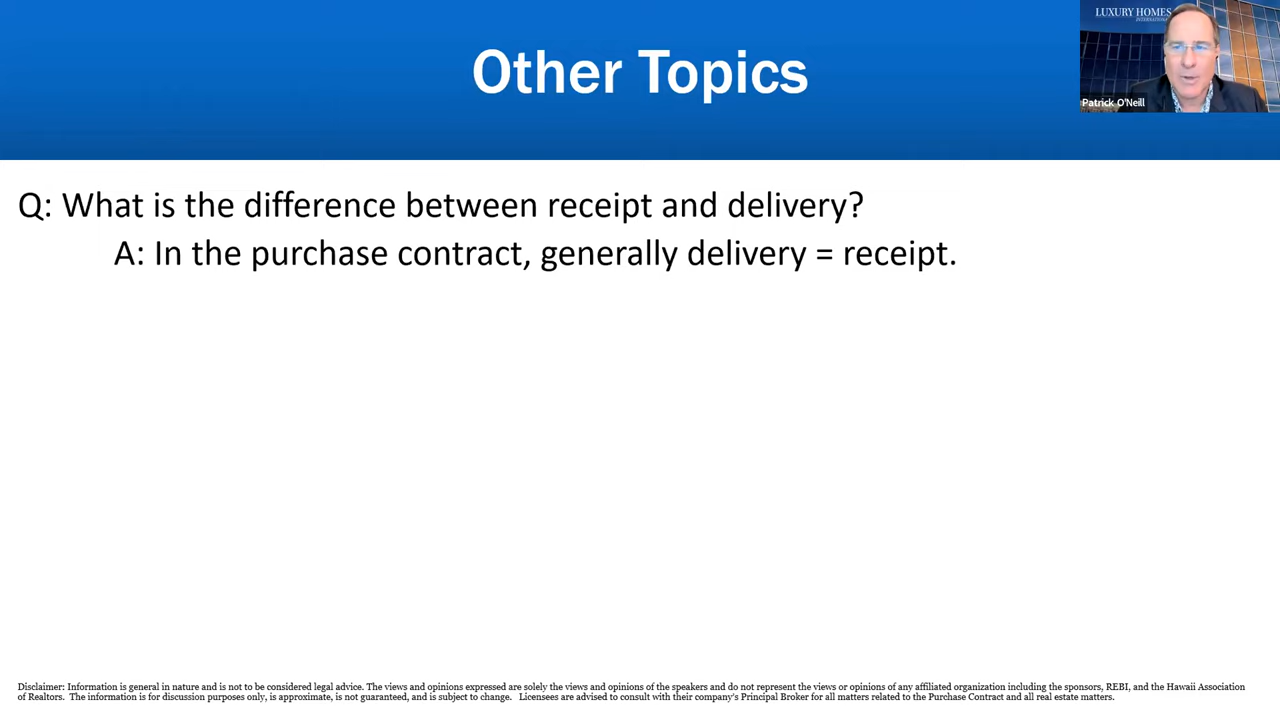 LUXURY HOMES
INTERNATIONAL
Other Topics
Patrick O'Neill
Q: What is the difference between receipt and delivery?
A: In the purchase contract, generally delivery = receipt.
Disclaimer: Information is general in nature and is not to be considered legal advice. The views and opinions expressed are solely the views and opinions of the speakers and do not represent the views or opinions of any affiliated organization including the sponsors, REBI, and the Hawaii Association
of Realtors. The information is for discussion purposes only, is approximate, is not guaranteed, and is subject to change. Licensees are advised to consult with their company's Principal Broker for all matters related to the Purchase Contract and all real estate matters.